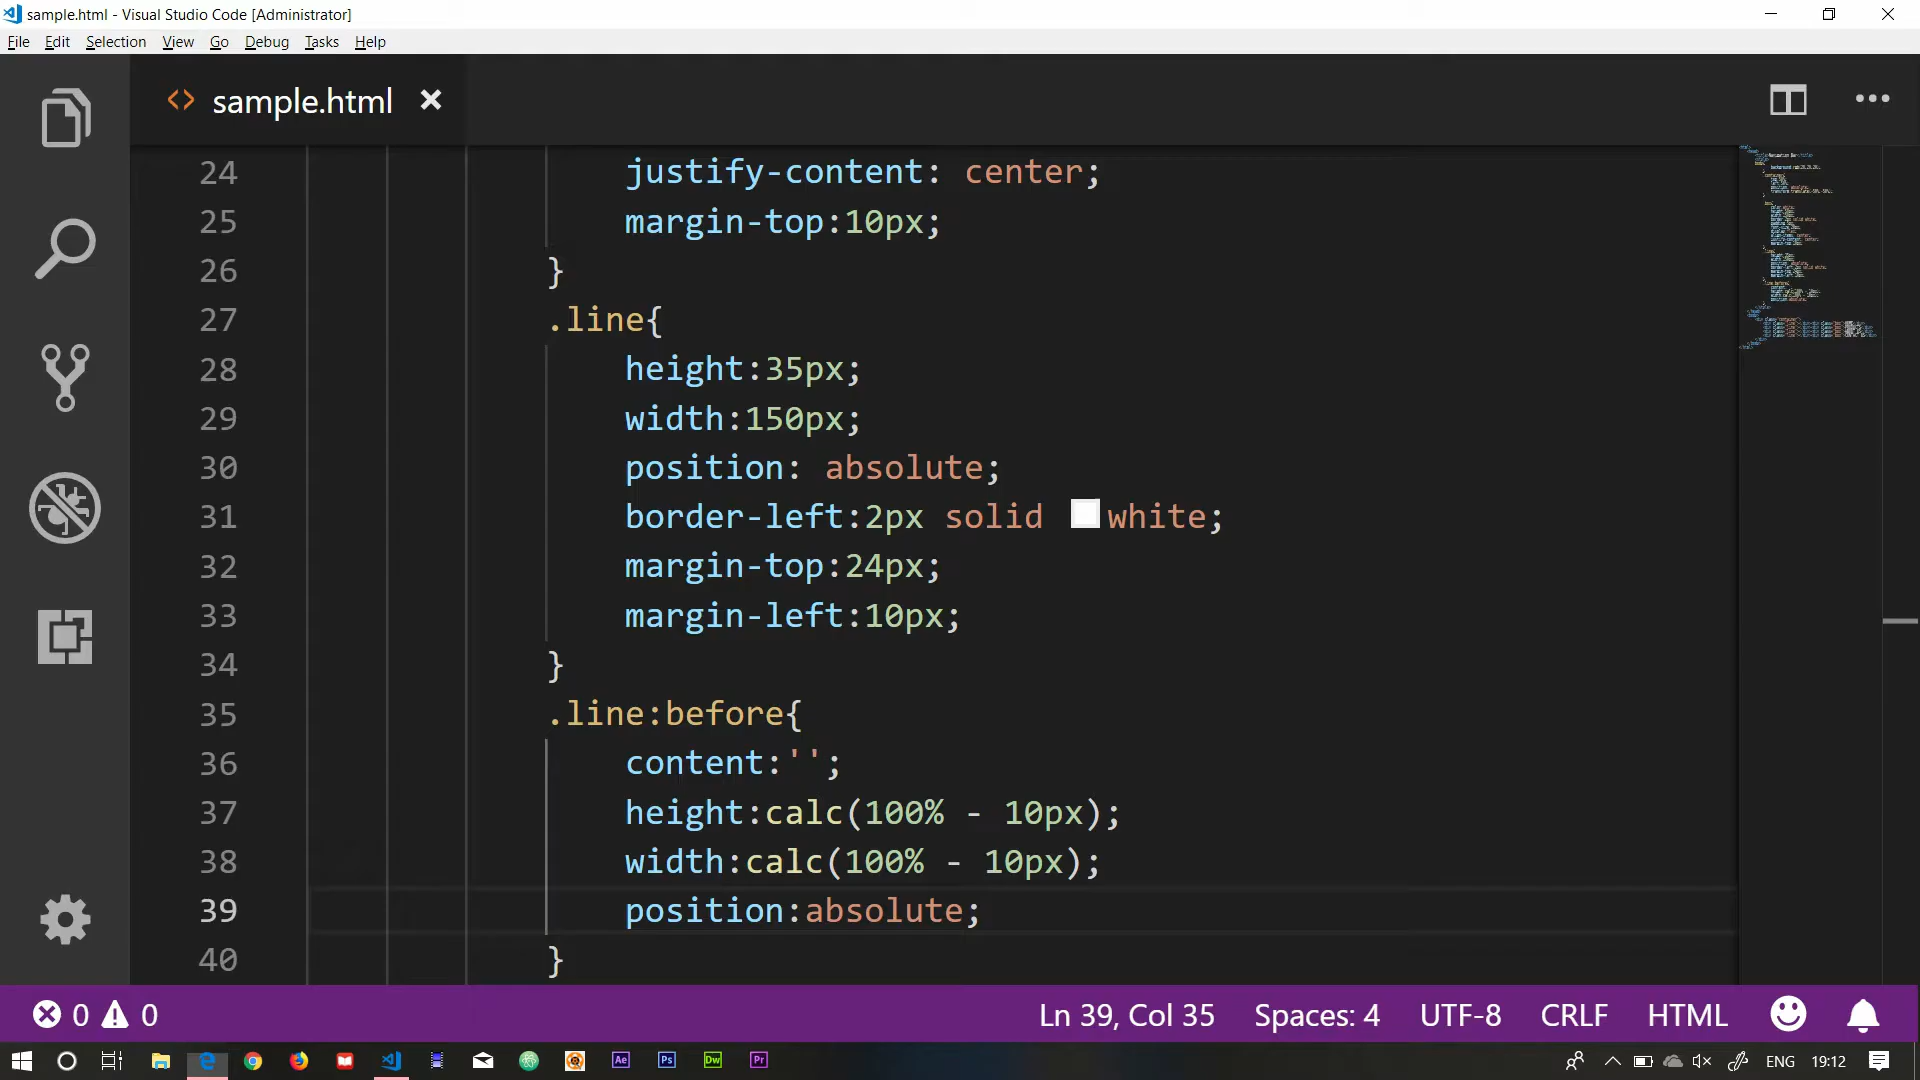 sample.html - Visual Studio Code [Administrator]
File Edit Selection View Go Debug Tasks Help
sample.html
24 justify-content: center;
25 margin-top:10px;
26 }
27 .line{
28 height:35px;
29 width:150px;
30 position: absolute;
31 border-left:2px solid white;
32 margin-top:24px;
33 margin-left:10px;
34 }
35 .line:before{
36 content:'';
37 height:calc(100% - 10px);
38 width:calc(100% - 10px);
39 position:absolute;
40 }
0 0 Ln 39, Col 35 Spaces: 4 UTF-8 CRLF HTML
Ae Ps Dw Pr ENG 19:12